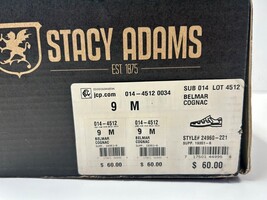 STACY ADAMS
EST 1875
jcp.com 014-4512 0034 SUB 014 LOT 4512
9 M BELMAR
COGNAC
014-4512 014-4512
9 M 9 M
BELMAR BELMAR
COGNAC COGNAC
STYLE# 24960-221
$ 60.00 $ 60.00 $ 60.00